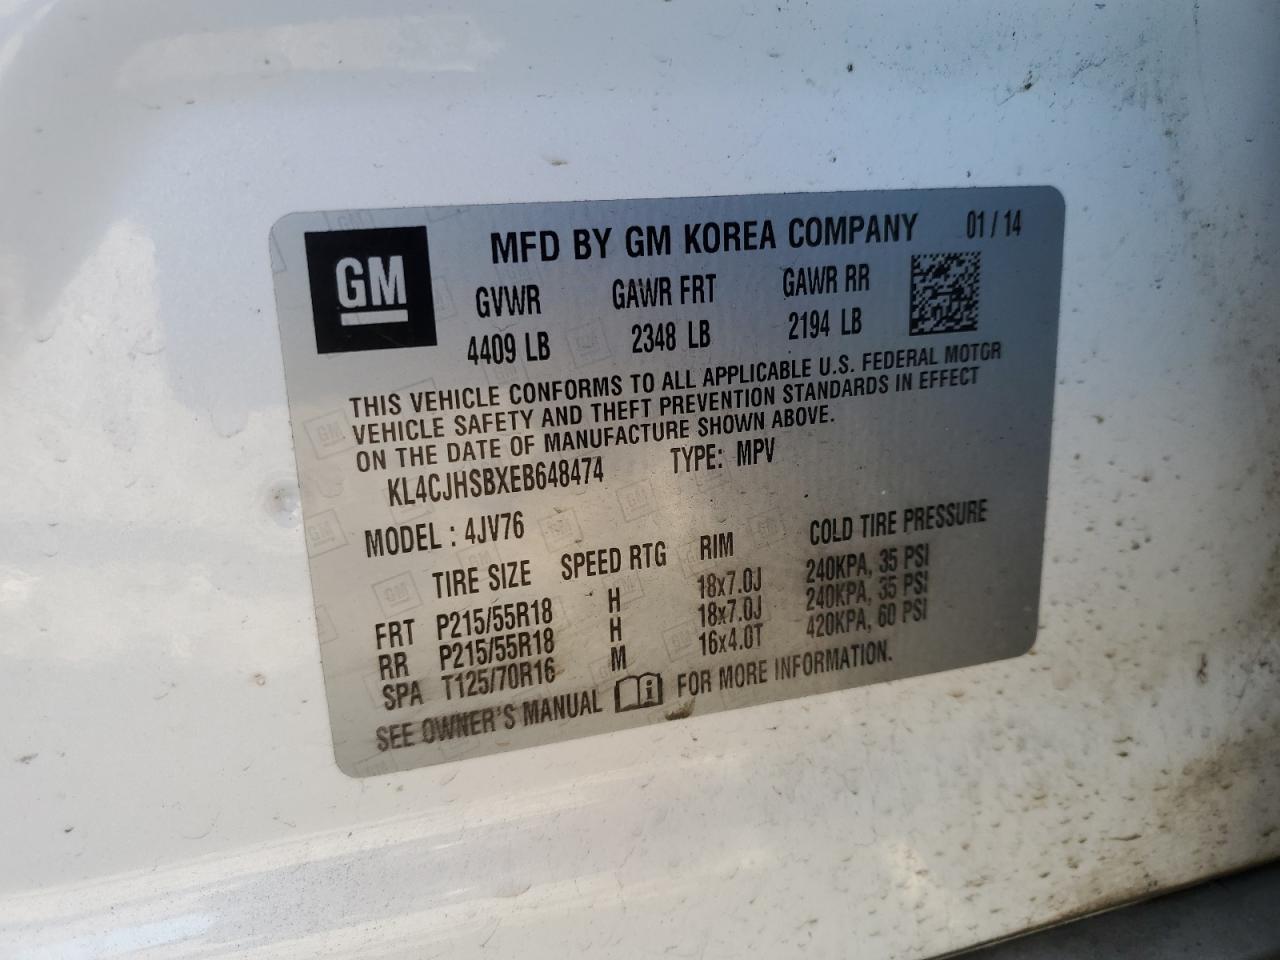 GM
MFD BY GM KOREA COMPANY 01/14
GVWR GAWR FRT GAWR RR
4409 LB 2348 LB 2194 LB
THIS VEHICLE CONFORMS TO ALL APPLICABLE U.S. FEDERAL MOTOR
VEHICLE SAFETY AND THEFT PREVENTION STANDARDS IN EFFECT
ON THE DATE OF MANUFACTURE SHOWN ABOVE.
KL4CJHSBXEB648474 TYPE: MPV
MODEL: 4JV76
TIRE SIZE SPEED RTG RIM COLD TIRE PRESSURE
FRT P215/55R18 H 18x7.0J 240KPA, 35 PSI
RR P215/55R18 H 18x7.0J 240KPA, 35 PSI
SPA T125/70R16 M 16x4.0T 420KPA, 60 PSI
SEE OWNER'S MANUAL FOR MORE INFORMATION.